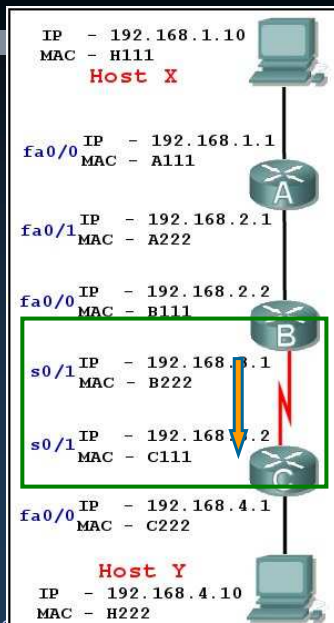 IP - 192.168.1.10
MAC - H111
Host X
IP - 192.168.1.1
fa0/0
MAC - A111
A
IP - 192.168.2.1
fa0/1
MAC - A222
IP - 192.168.2.2
fa0/0
MAC - B111
B
IP - 192.168. .1
s0/1
MAC - B222
IP - 192.168. .2
s0/1
MAC - C111
C
IP - 192.168.4.1
fa0/0
MAC - C222
Host Y
IP - 192.168.4.10
MAC - H222